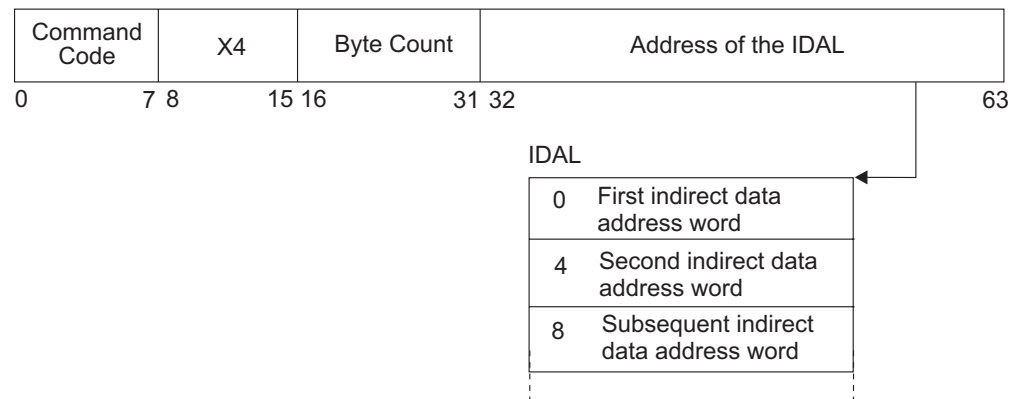 Command
Code
X4
Byte Count
Address of the IDAL
0 7 8 15 16 31 32 63
IDAL
0 First indirect data
address word
4 Second indirect data
address word
8 Subsequent indirect
data address word